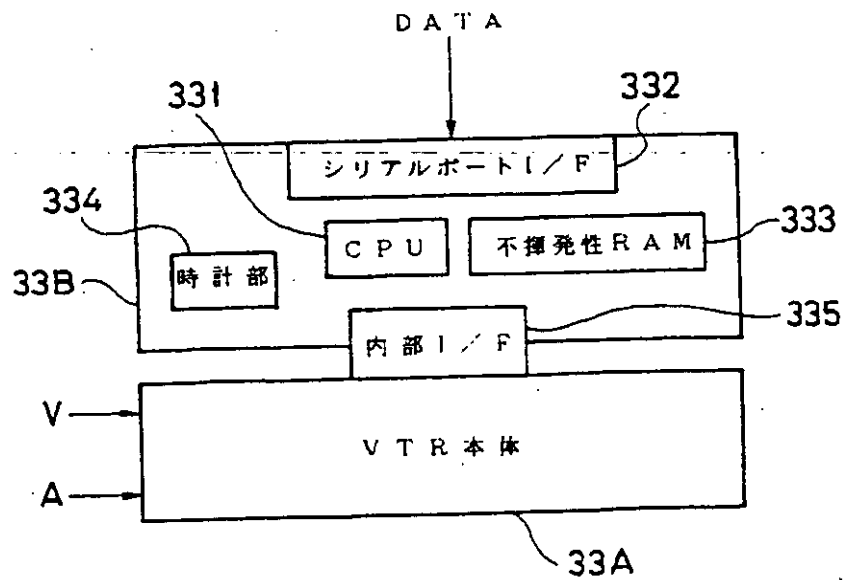 DATA
331
332
シリアルポートI/F
334
CPU
不揮発性RAM
333
時計部
33B
内部I/F
335
V
VTR本体
A
33A